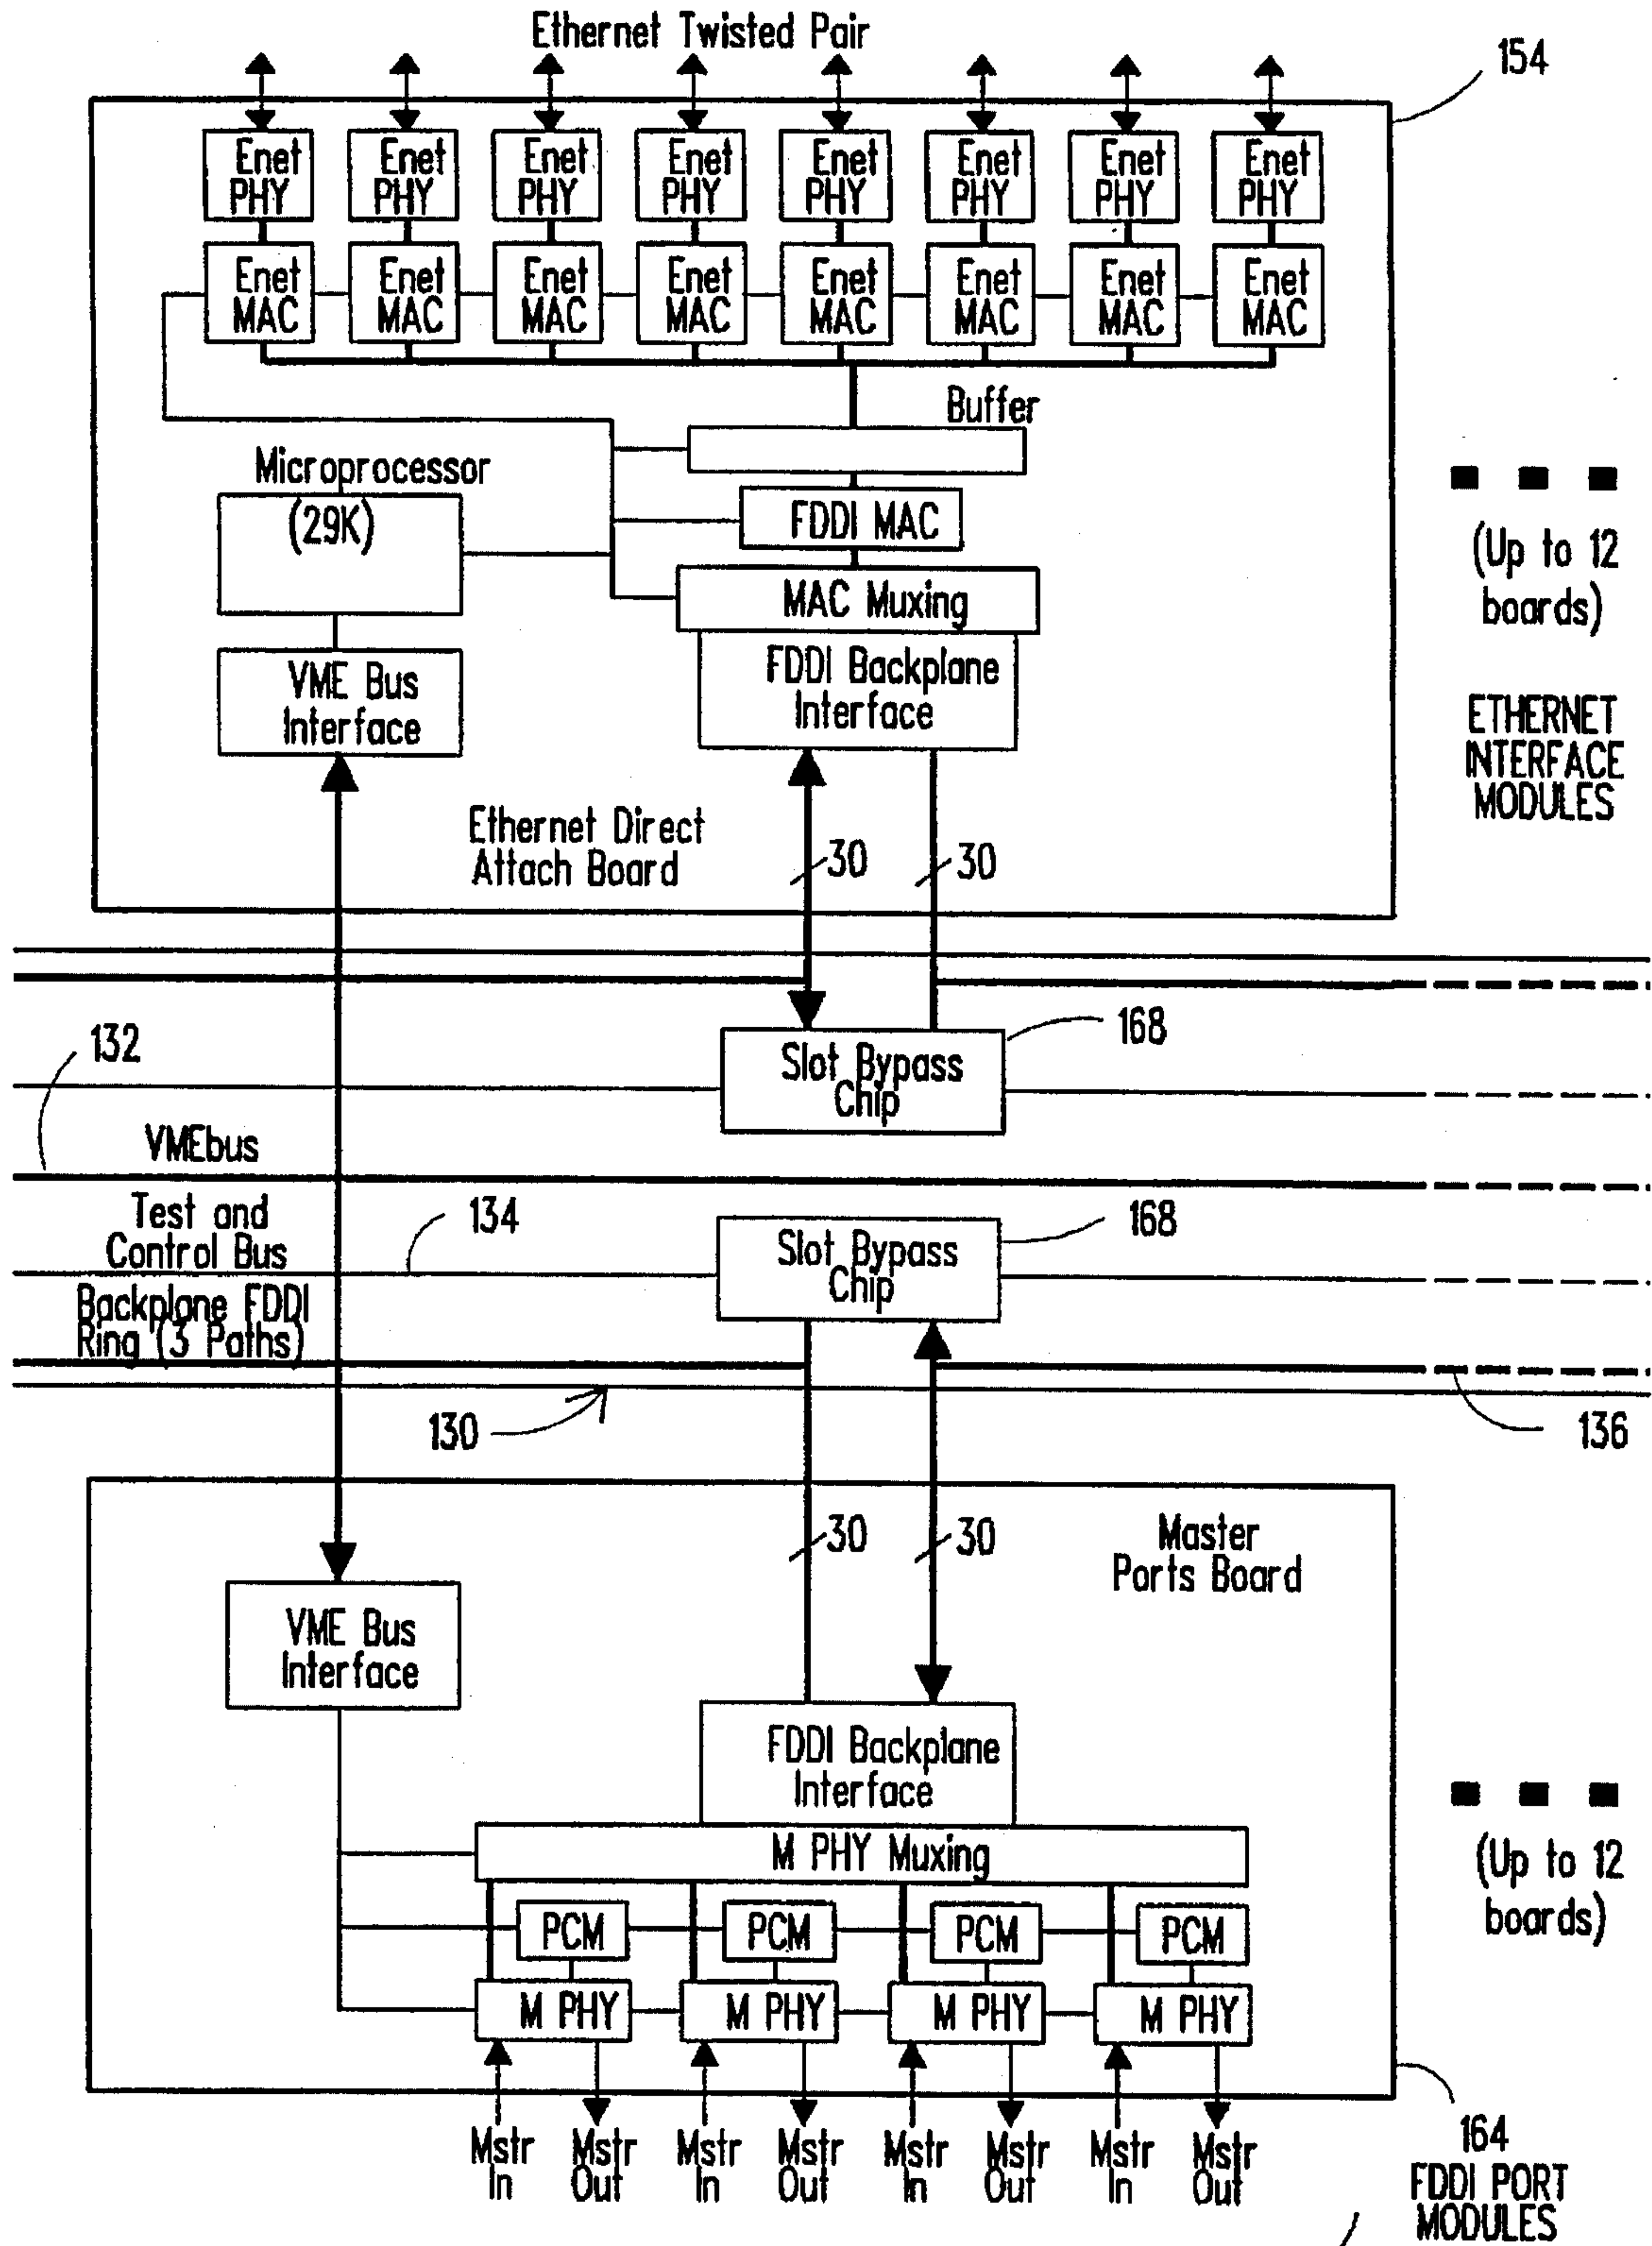 Ethernet Twisted Pair
154
Enet PHY
Enet PHY
Enet PHY
Enet PHY
Enet PHY
Enet PHY
Enet PHY
Enet PHY
Enet MAC
Enet MAC
Enet MAC
Enet MAC
Enet MAC
Enet MAC
Enet MAC
Enet MAC
Buffer
Microprocessor
(29K)
FDDI MAC
MAC Muxing
VME Bus
Interface
FDDI Backplane
Interface
(Up to 12
boards)
ETHERNET
INTERFACE
MODULES
Ethernet Direct
Attach Board
30
30
132
168
Slot Bypass
Chip
VMEbus
Test and
Control Bus
134
168
Slot Bypass
Chip
Backplane FDDI
Ring (3 Paths)
130
136
30
30
Master
Ports Board
VME Bus
Interface
FDDI Backplane
Interface
M PHY Muxing
(Up to 12
boards)
PCM
PCM
PCM
PCM
M PHY
M PHY
M PHY
M PHY
Mstr In
Mstr Out
Mstr In
Mstr Out
Mstr In
Mstr Out
Mstr In
Mstr Out
164
FDDI PORT
MODULES